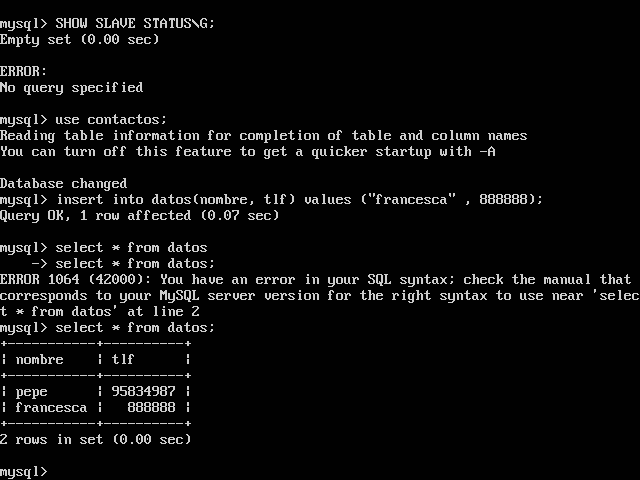 mysql> SHOW SLAVE STATUS\G;
Empty set (0.00 sec)
ERROR:
No query specified
mysql> use contactos;
Reading table information for completion of table and column names
You can turn off this feature to get a quicker startup with -A
Database changed
mysql> insert into datos(nombre, tlf) values ("francesca" , 888888);
Query OK, 1 row affected (0.07 sec)
mysql> select * from datos
    -> select * from datos;
ERROR 1064 (42000): You have an error in your SQL syntax; check the manual that
corresponds to your MySQL server version for the right syntax to use near 'selec
t * from datos' at line 2
mysql> select * from datos;
+-----------+----------+
| nombre    | tlf      |
+-----------+----------+
| pepe      | 95834987 |
| francesca |   888888 |
+-----------+----------+
2 rows in set (0.00 sec)
mysql>